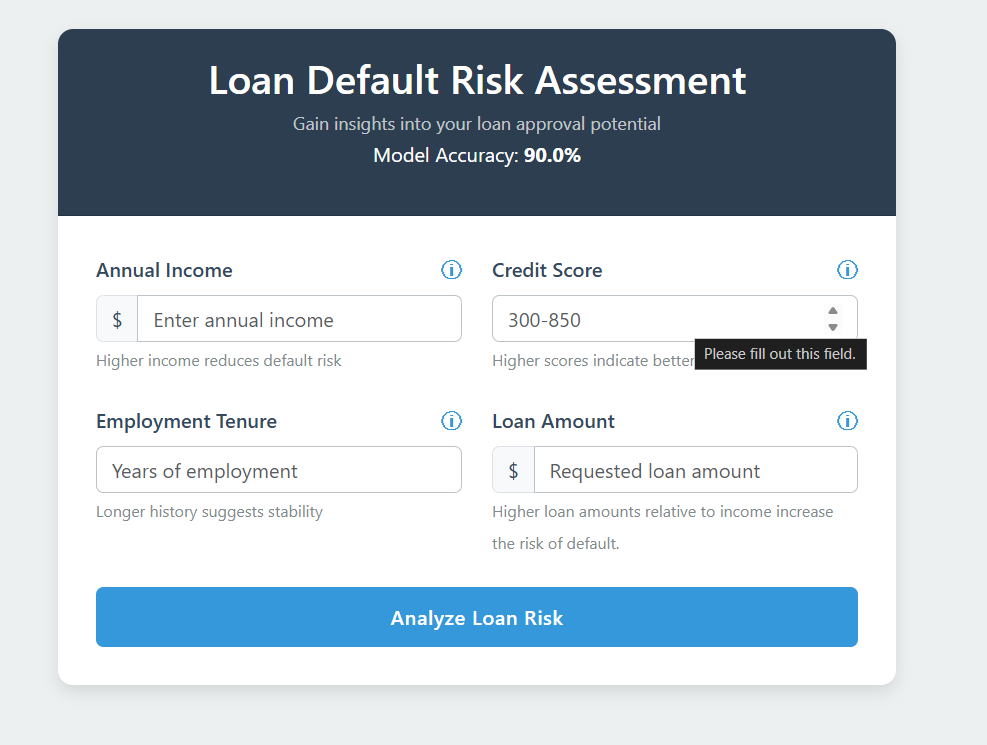 Loan Default Risk Assessment
Gain insights into your loan approval potential
Model Accuracy: 90.0%
Annual Income
$ Enter annual income
Higher income reduces default risk
Credit Score
300-850
Higher scores indicate better
Please fill out this field.
Employment Tenure
Years of employment
Longer history suggests stability
Loan Amount
$ Requested loan amount
Higher loan amounts relative to income increase
the risk of default.
Analyze Loan Risk